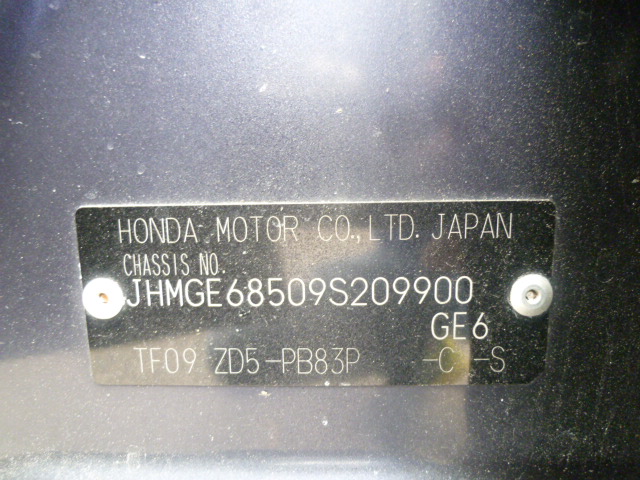 HONDA MOTOR CO., LTD. JAPAN
CHASSIS NO.
JHMGE68509S209900
GE6
TF09 ZD5-PB83P -C -S